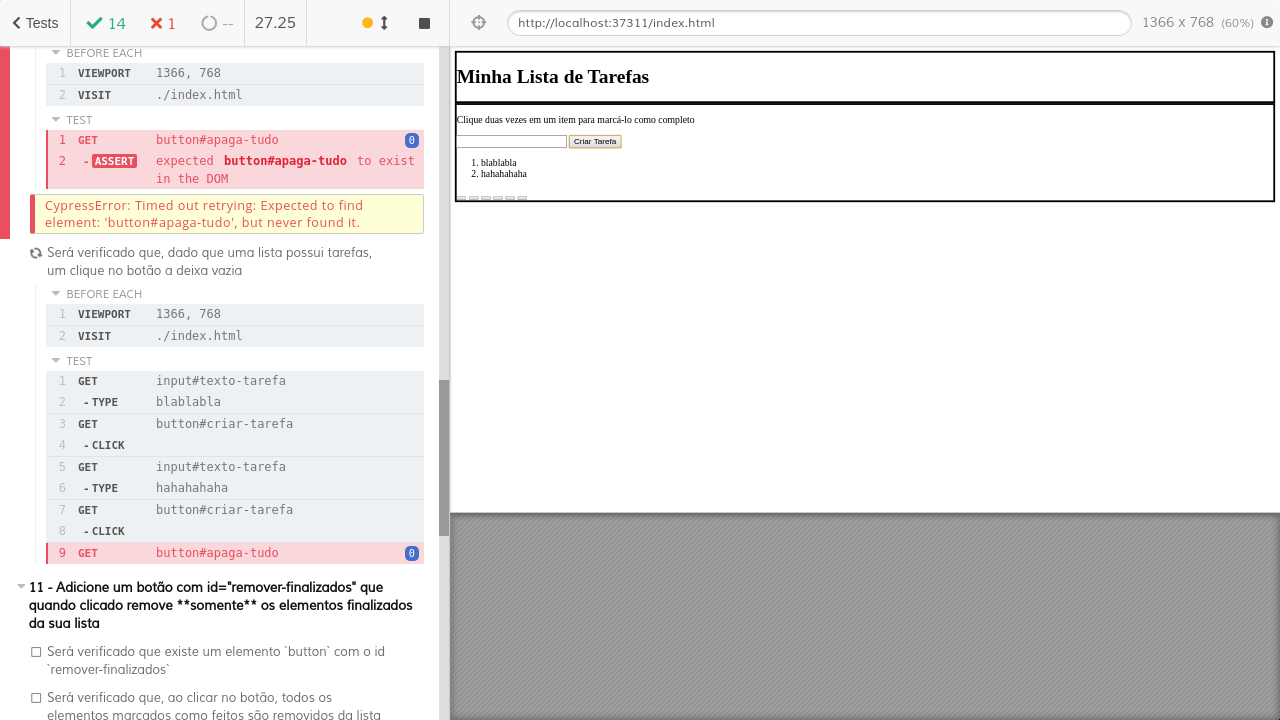 Tests 14 1 -- 27.25 http://localhost:37311/index.html 1366 x 768 (60%)
BEFORE EACH
1 VIEWPORT 1366, 768
2 VISIT ./index.html
TEST
1 GET button#apaga-tudo 0
2 -ASSERT expected button#apaga-tudo to exist
in the DOM
CypressError: Timed out retrying: Expected to find
element: 'button#apaga-tudo', but never found it.
Será verificado que, dado que uma lista possui tarefas,
um clique no botão a deixa vazia
BEFORE EACH
1 VIEWPORT 1366, 768
2 VISIT ./index.html
TEST
1 GET input#texto-tarefa
2 -TYPE blablabla
3 GET button#criar-tarefa
4 -CLICK
5 GET input#texto-tarefa
6 -TYPE hahahahaha
7 GET button#criar-tarefa
8 -CLICK
9 GET button#apaga-tudo 0
11 - Adicione um botão com id="remover-finalizados" que
quando clicado remove **somente** os elementos finalizados
da sua lista
Será verificado que existe um elemento `button` com o id
`remover-finalizados`
Será verificado que, ao clicar no botão, todos os
elementos marcados como feitos são removidos da lista
Minha Lista de Tarefas
Clique duas vezes em um item para marcá-lo como completo
Criar Tarefa
1. blablabla
2. hahahahaha